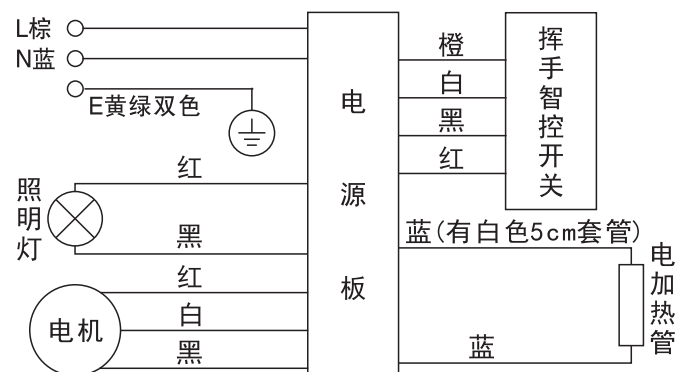 L棕
N蓝
E黄绿双色
红
照明灯
黑
红
电机
白
黑
电源板
橙
白
黑
红
挥手智控开关
蓝(有白色5cm套管)
电加热管
蓝